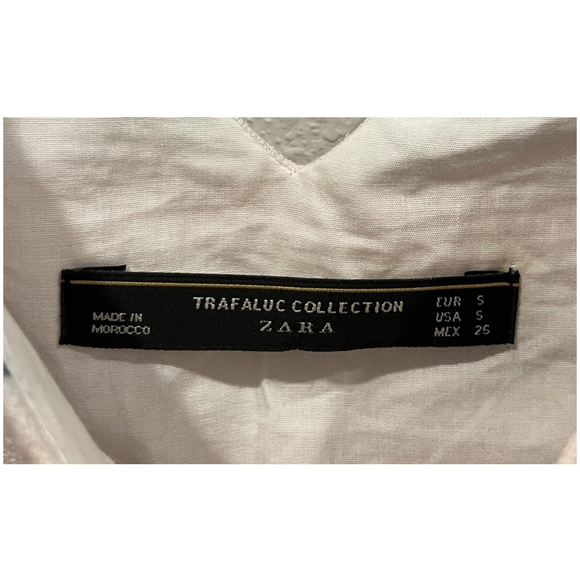 MADE IN
MOROCCO
TRAFALUC COLLECTION
ZARA
EUR S
USA S
MEX 26